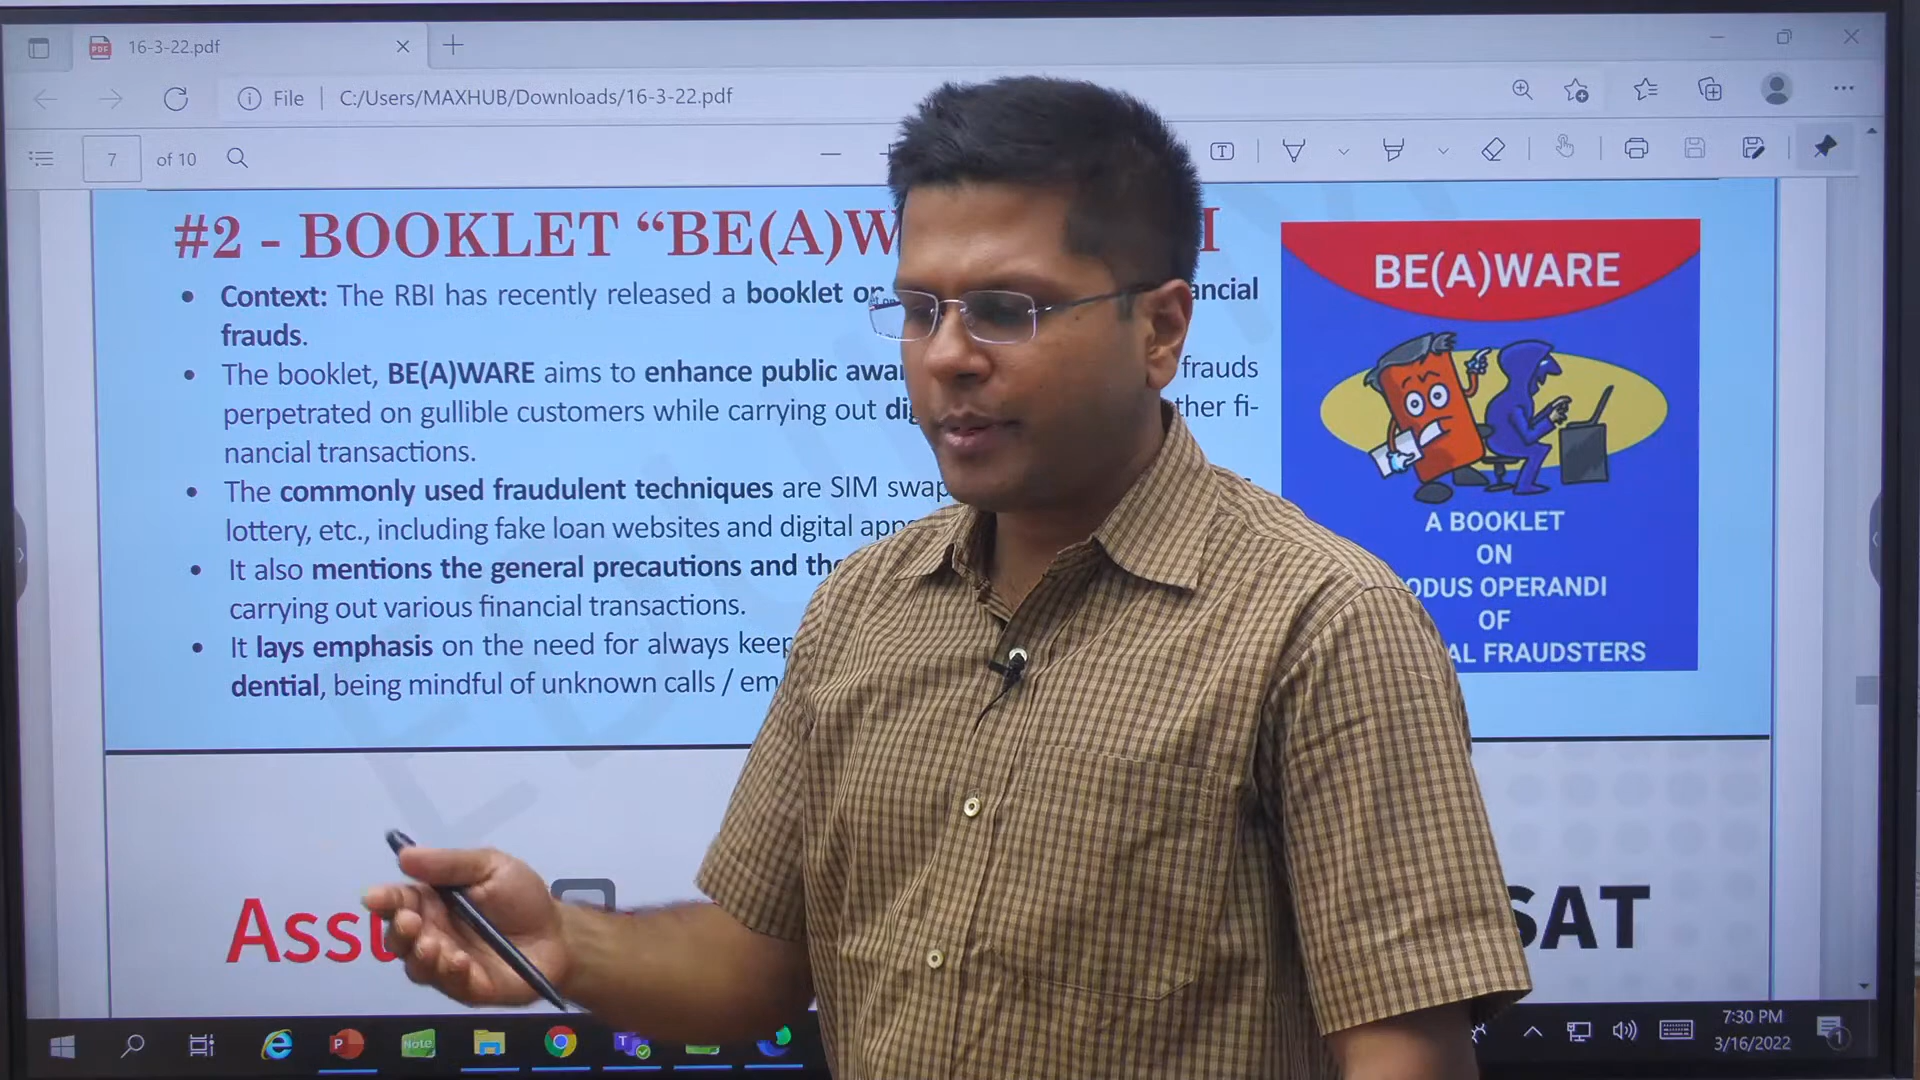 16-3-22.pdf
File
C:/Users/MAXHUB/Downloads/16-3-22.pdf
7 of 10
#2 - BOOKLET “BE(A)W
• Context: The RBI has recently released a booklet on ancial
frauds.
• The booklet, BE(A)WARE aims to enhance public awar frauds
perpetrated on gullible customers while carrying out dig ther fi-
nancial transactions.
• The commonly used fraudulent techniques are SIM swap
lottery, etc., including fake loan websites and digital apps
• It also mentions the general precautions and the
carrying out various financial transactions.
• It lays emphasis on the need for always keep
dential, being mindful of unknown calls / em
BE(A)WARE
A BOOKLET
ON
ODUS OPERANDI
OF
AL FRAUDSTERS
Assu SAT
7:30 PM
3/16/2022